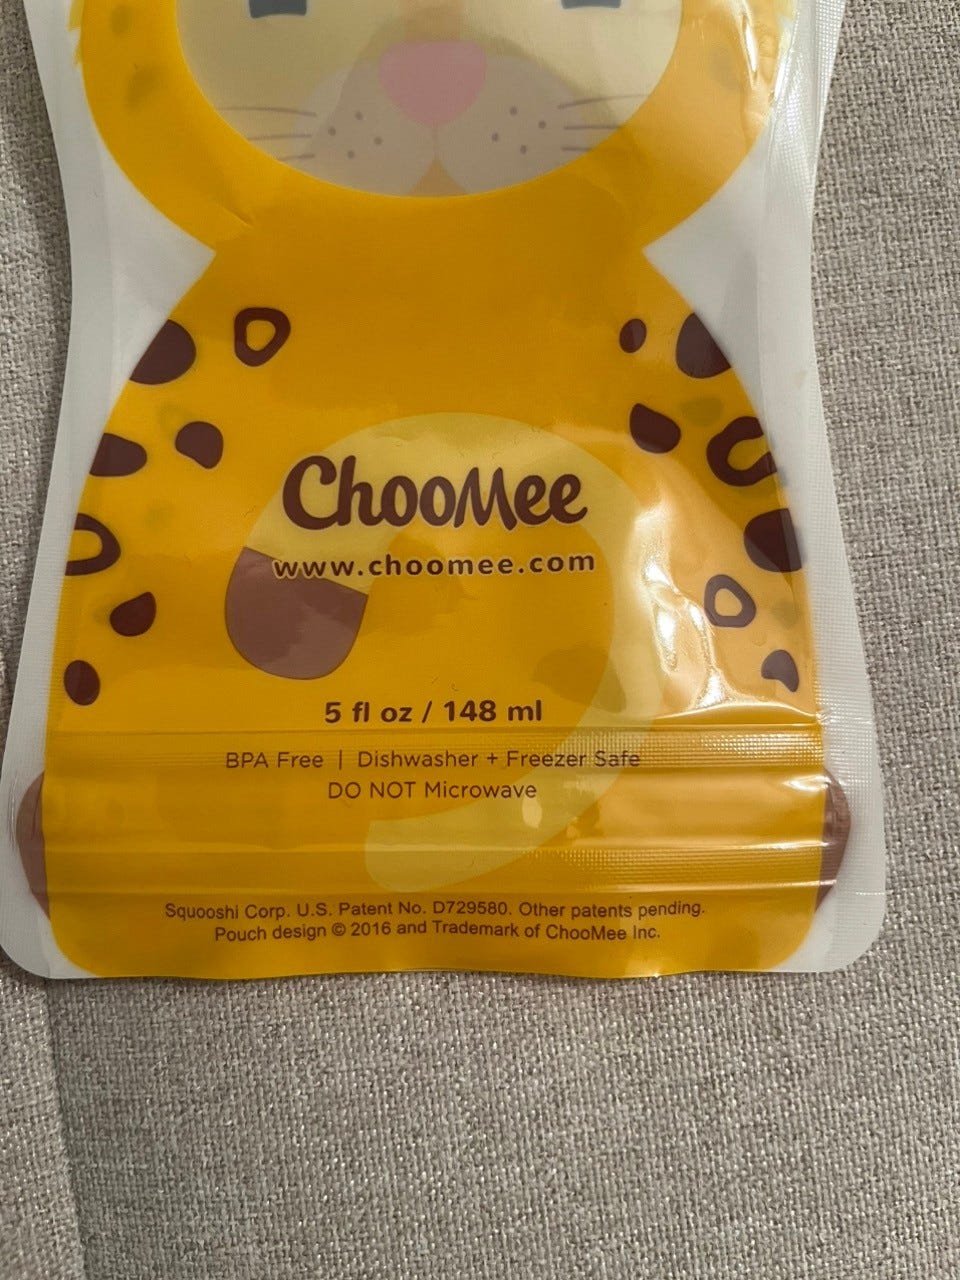 ChooMee
www.choomee.com
5 fl oz / 148 ml
BPA Free | Dishwasher + Freezer Safe
DO NOT Microwave
Squooshi Corp. U.S. Patent No. D729580. Other patents pending.
Pouch design © 2016 and Trademark of ChooMee Inc.